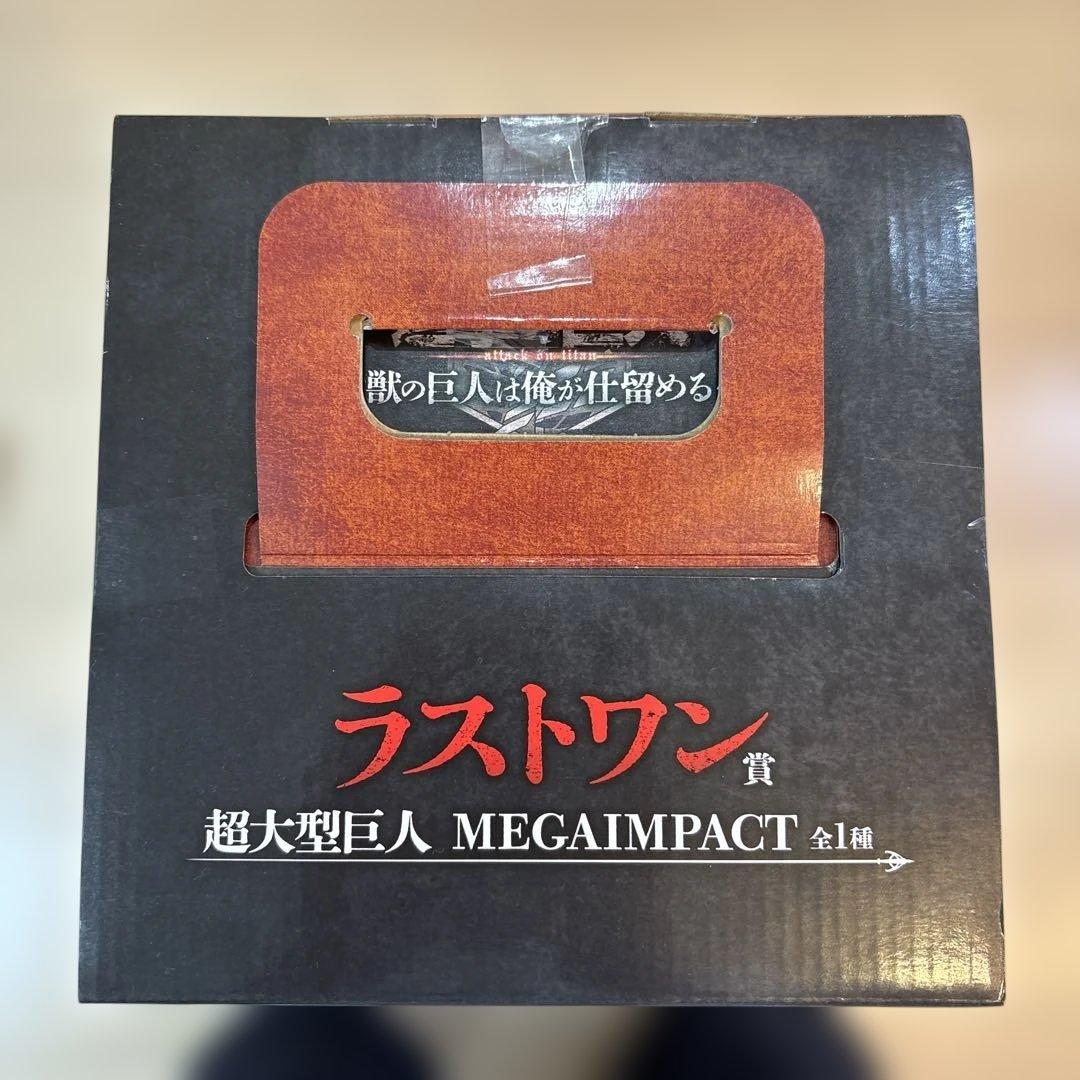 attack on titan
獣の巨人は俺が仕留める
ラストワン賞
超大型巨人 MEGAIMPACT 全1種